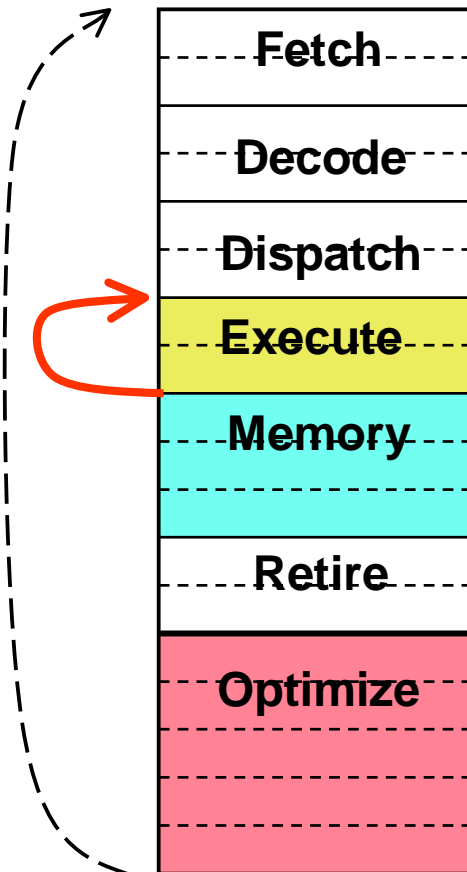 Fetch
Decode
Dispatch
Execute
Memory
Retire
Optimize